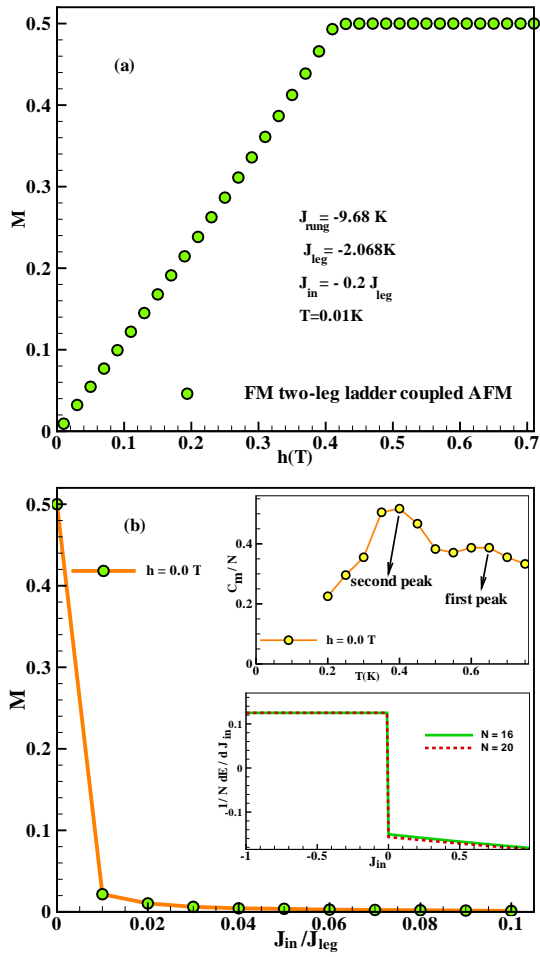 (a)
M
0.5
0.4
0.3
0.2
0.1
0
J_rung = -9.68 K
J_leg = -2.068K
J_in = - 0.2 J_leg
T=0.01K
FM two-leg ladder coupled AFM
0 0.1 0.2 0.3 0.4 0.5 0.6 0.7
h(T)
(b)
M
0.5
0.4
0.3
0.2
0.1
0
h = 0.0 T
C_m / N
0.4
0.2
0
second peak
first peak
h = 0.0 T
0 0.2 0.4 0.6
T(K)
1/ N dE / d J_in
0.1
0
-0.1
N = 16
N = 20
-1 -0.5 0 0.5
J_in
0 0.02 0.04 0.06 0.08 0.1
J_in/J_leg